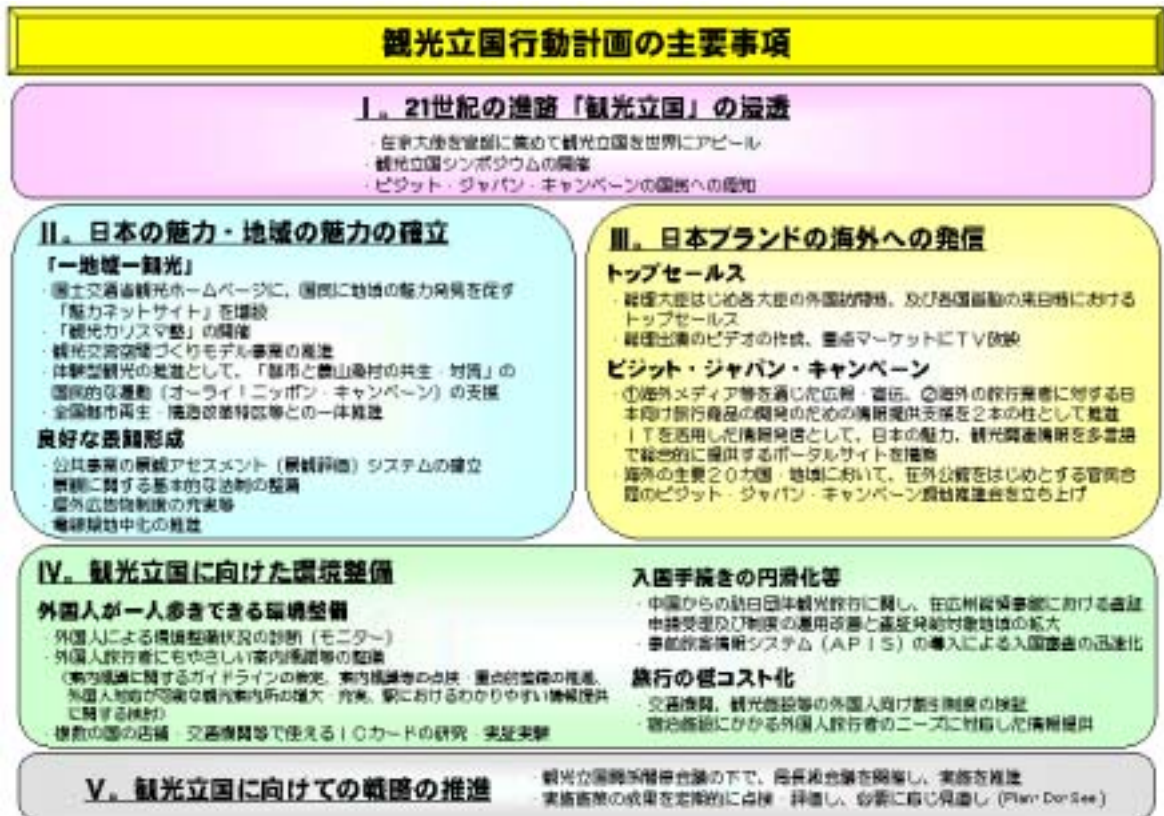 観光立国行動計画の主要事項
Ⅰ。21世紀の進路「観光立国」の浸透
・在京大使を官邸に集めて観光立国を世界にアピール
・観光立国シンポジウムの開催
・ビジット・ジャパン・キャンペーンの国民への周知
Ⅱ。日本の魅力・地域の魅力の確立
「一地域一観光」
・国土交通省観光ホームページに、国民に地域の魅力発見を促す
「魅力ネットサイト」を増設
・「観光カリスマ塾」の開催
・観光交流空間づくりモデル事業の推進
・体験型観光の推進として、「都市と農山漁村の共生・対流」の
国民的な運動（オーライ！ニッポン・キャンペーン）の支援
・全国都市再生・構造改革特区等との一体推進
良好な景観形成
・公共事業の景観アセスメント（景観評価）システムの確立
・景観に関する基本的な法制の整備
・屋外広告物制度の充実等
・電線類地中化の推進
Ⅲ。日本ブランドの海外への発信
トップセールス
・総理大臣はじめ各大臣の外国訪問時、及び各国首脳の来日時における
トップセールス
・総理出演のビデオの作成、重点マーケットにＴＶ放映
ビジット・ジャパン・キャンペーン
・①海外メディア等を通じた広報・宣伝、②海外の旅行業者に対する日
本向け旅行商品の開発のための情報提供支援を２本の柱として推進
・ＩＴを活用した情報発信として、日本の魅力、観光関連情報を多言語
で総合的に提供するポータルサイトを構築
・海外の主要２０カ国・地域において、在外公館をはじめとする官民合
同のビジット・ジャパン・キャンペーン現地推進会を立ち上げ
Ⅳ。観光立国に向けた環境整備
外国人が一人歩きできる環境整備
・外国人による環境整備状況の診断（モニター）
・外国人旅行者にもやさしい案内標識等の整備
（案内標識に関するガイドラインの策定、案内標識等の点検・重点的整備の推進、
外国人対応が可能な観光案内所の増大・充実、駅におけるわかりやすい情報提供
に関する検討）
・複数の国の店舗・交通機関等で使えるＩＣカードの研究・実証実験
入国手続きの円滑化等
・中国からの訪日団体観光旅行に関し、在広州総領事館における査証
申請受理及び制度の運用改善と査証発給対象地域の拡大
・事前旅客情報システム（ＡＰＩＳ）の導入による入国審査の迅速化
旅行の低コスト化
・交通機関、観光施設等の外国人向け割引制度の検証
・宿泊施設にかかる外国人旅行者のニーズに対応した情報提供
Ⅴ。観光立国に向けての戦略の推進
・観光立国関係閣僚会議の下で、局長級会議を開催し、実施を推進
・実施施策の成果を定期的に点検・評価し、必要に応じ見直し（Plan・Do・See）